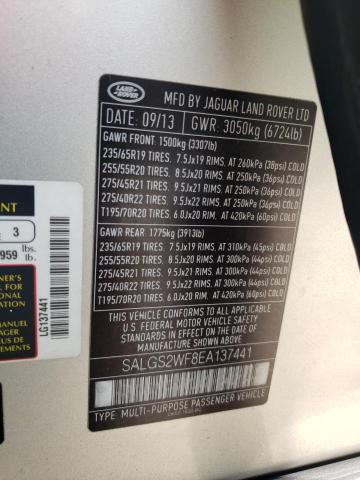 LAND-
ROVER
MFD BY JAGUAR LAND ROVER LTD
DATE: 09/13 GWR: 3050kg (6724lb)
GAWR FRONT: 1500kg (3307lb)
235/65R19 TIRES. 7.5Jx19 RIMS. AT 260kPa (38psi) COLD
255/55R20 TIRES. 8.5Jx20 RIMS. AT 250kPa (36psi) COLD
275/45R21 TIRES. 9.5Jx21 RIMS. AT 250kPa (36psi) COLD
275/40R22 TIRES. 9.5Jx22 RIMS. AT 250kPa (36psi) COLD
T195/70R20 TIRES. 6.0Jx20 RIM. AT 420kPa (60psi) COLD
GAWR REAR: 1775kg (3913lb)
235/65R19 TIRES. 7.5Jx19 RIMS. AT 310kPa (45psi) COLD
255/55R20 TIRES. 8.5Jx20 RIMS. AT 300kPa (44psi) COLD
275/45R21 TIRES. 9.5Jx21 RIMS. AT 300kPa (44psi) COLD
275/40R22 TIRES. 9.5Jx22 RIMS. AT 300kPa (44psi) COLD
T195/70R20 TIRES. 6.0Jx20 RIM. AT 420kPa (60psi) COLD
THIS VEHICLE CONFORMS TO ALL APPLICABLE
U.S. FEDERAL MOTOR VEHICLE SAFETY
STANDARDS IN EFFECT ON THE DATE OF
MANUFACTURE SHOWN ABOVE
SALGS2WF8EA137441
TYPE: MULTI-PURPOSE PASSENGER VEHICLE
3
959 lbs.
LG137441
MANUAL